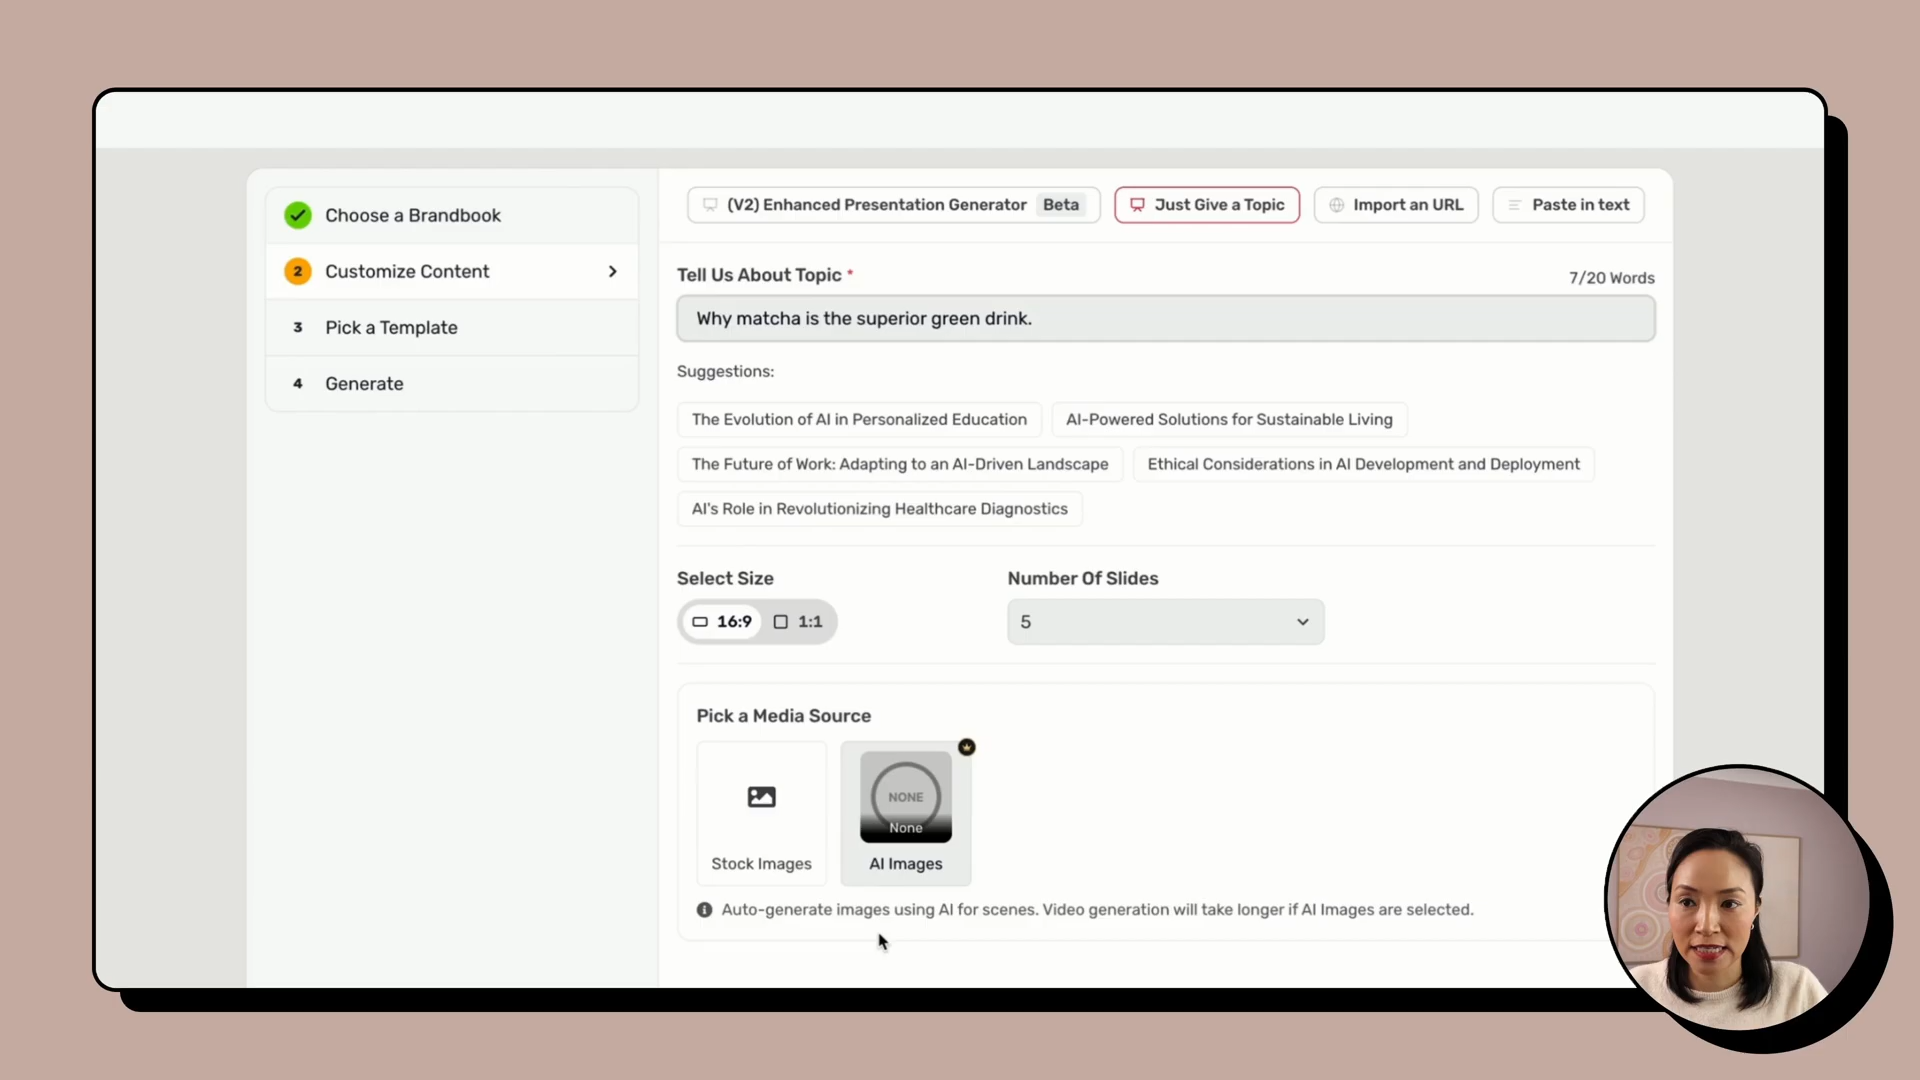 Choose a Brandbook
2 Customize Content
3 Pick a Template
4 Generate
(V2) Enhanced Presentation Generator Beta
Just Give a Topic
Import an URL
Paste in text
Tell Us About Topic *
7/20 Words
Why matcha is the superior green drink.
Suggestions:
The Evolution of AI in Personalized Education
AI-Powered Solutions for Sustainable Living
The Future of Work: Adapting to an AI-Driven Landscape
Ethical Considerations in AI Development and Deployment
AI's Role in Revolutionizing Healthcare Diagnostics
Select Size
Number Of Slides
16:9
1:1
5
Pick a Media Source
NONE
None
Stock Images
AI Images
Auto-generate images using AI for scenes. Video generation will take longer if AI Images are selected.